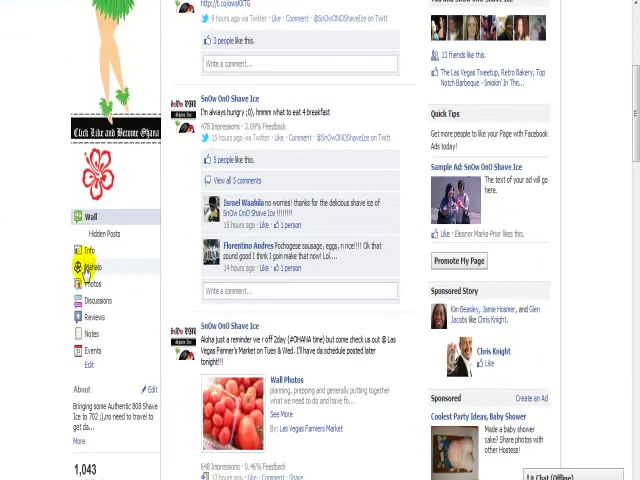 http://t.co/owsKXTG
9 hours ago via Twitter · Like · Comment · @SnOwONOShaveIce on Twitt
3 people like this.
Write a comment...
Click Like and Become Ohana
SnOw OnO Shave Ice
I'm always hungry ;0), hmmm what to eat 4 breakfast
478 Impressions · 2.09% Feedback
15 hours ago via Twitter · Like · Comment · @SnOwONOShaveIce on Twitt
5 people like this.
View all 5 comments
Israel Waahila no worries! thanks for the delicious shave ice of
SnOw OnO Shave Ice !!!!!!!!
15 hours ago · Like · 1 person
Florentino Andres Pochogese sausage, eggs, n rice!!!! Ok that
sound good I think I goin make that now! Lol....
14 hours ago · Like · 1 person
Write a comment...
SnOw OnO Shave Ice
Aloha just a reminder we r off 2day (#OHANA time) but come check us out @ Las
Vegas Farmer's Market on Tues & Wed. I'll have da schedule posted later
tonight!!!
Wall Photos
planning, prepping and generally putting together
what we need to do and have fo...
See More
By: Las Vegas Farmers Market
648 Impressions · 0.46% Feedback
17 hours ago · Like · Comment · Share
Wall
Hidden Posts
Info
Mahalo
Photos
Discussions
Reviews
Notes
Events
Edit
About
Edit
Bringing some Authentic 808 Shave
Ice to 702 ;),no need to travel to
get da...
More
1,043
13 friends like this.
The Las Vegas Tweetup, Retro Bakery, Top
Notch Barbeque - Smokin' In The...
Quick Tips
Get more people to like your Page with Facebook
Ads today!
Sample Ad: SnOw OnO Shave Ice
The text of your ad will go
here.
Like · Eleanor Marks-Prior likes this.
Promote My Page
Sponsored Story
Kim Beasley, Jamie Hosmer, and Glen
Jacobs like Chris Knight.
Chris Knight
Like
Sponsored
Create an Ad
Coolest Party Ideas, Baby Shower
Made a baby shower
cake? Share photos with
other Hostess!
Chat (Offline)